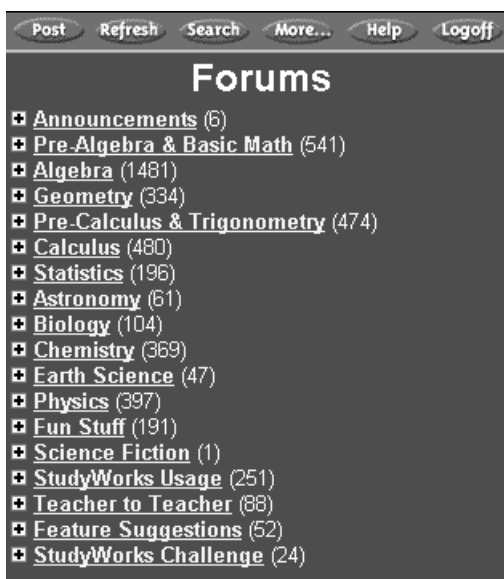 Post Refresh Search More... Help Logoff
Forums
Announcements (6)
Pre-Algebra & Basic Math (541)
Algebra (1481)
Geometry (334)
Pre-Calculus & Trigonometry (474)
Calculus (480)
Statistics (196)
Astronomy (61)
Biology (104)
Chemistry (369)
Earth Science (47)
Physics (397)
Fun Stuff (191)
Science Fiction (1)
StudyWorks Usage (251)
Teacher to Teacher (88)
Feature Suggestions (52)
StudyWorks Challenge (24)